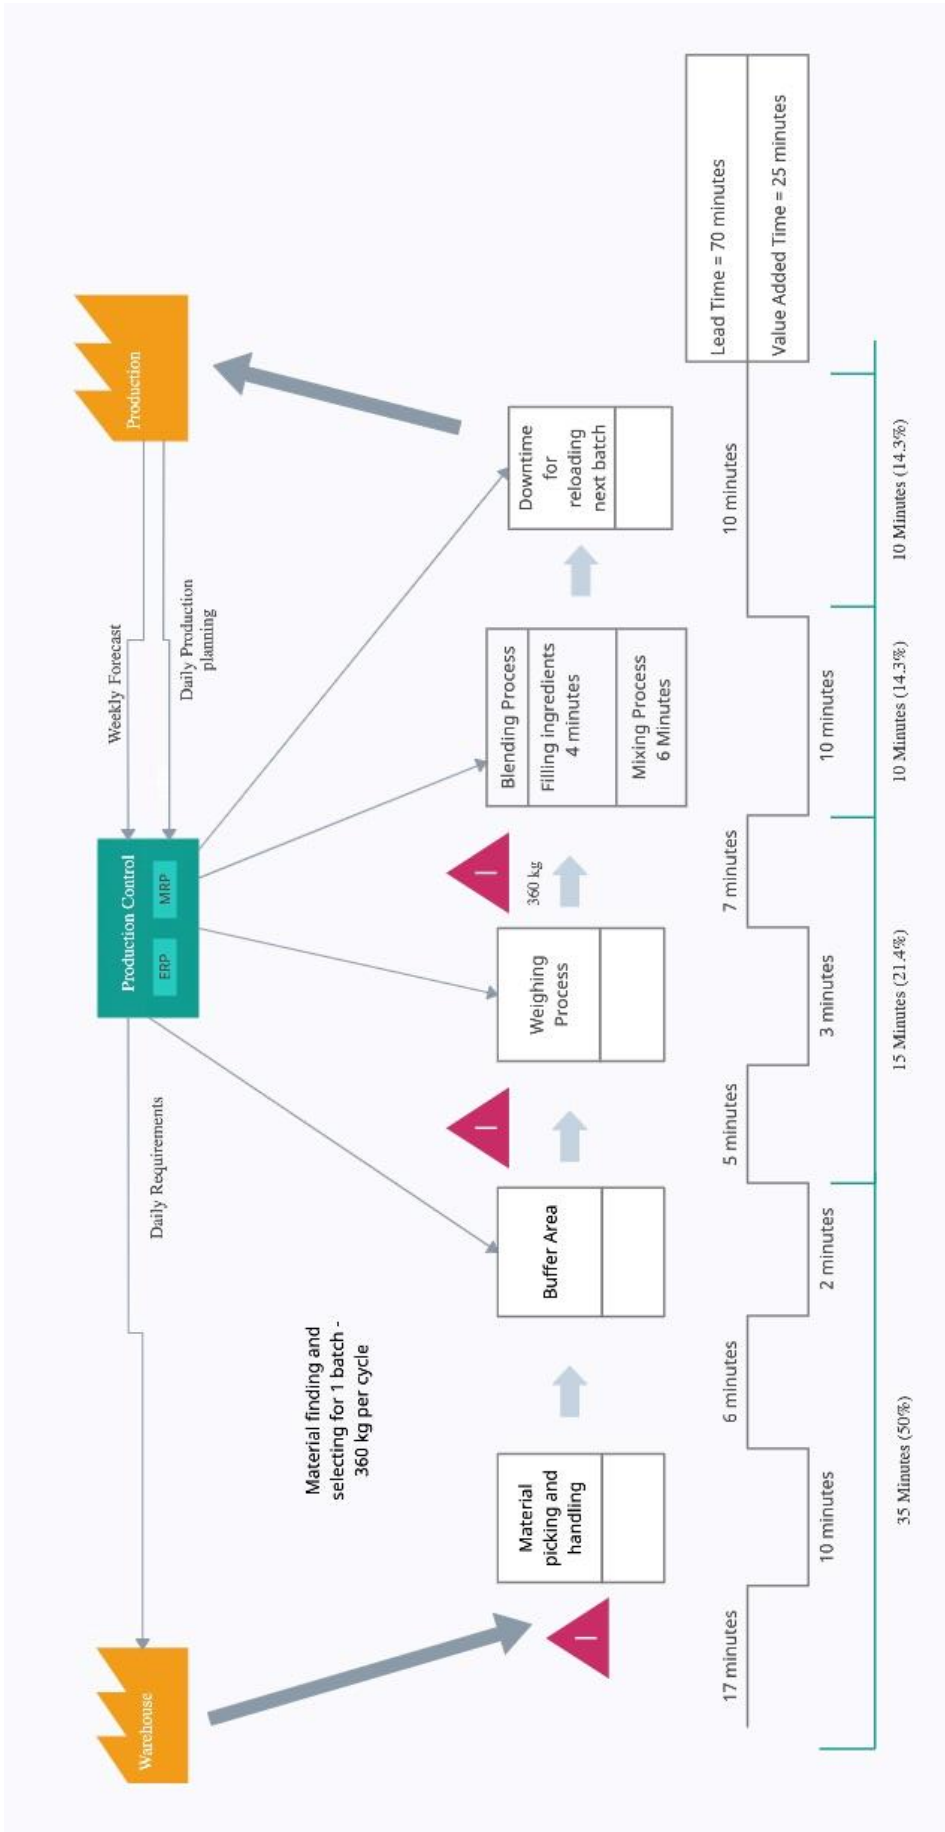 Warehouse
Production Control
ERP
MRP
Production
Weekly Forecast
Daily Production
planning
Daily Requirements
Material finding and
selecting for 1 batch -
360 kg per cycle
I
Material
picking and
handling
Buffer Area
I
Weighing
Process
I
360 kg
Blending Process
Filling ingredients
4 minutes
Mixing Process
6 Minutes
Downtime
for
reloading
next batch
17 minutes
10 minutes
6 minutes
2 minutes
5 minutes
3 minutes
7 minutes
10 minutes
10 minutes
Lead Time = 70 minutes
Value Added Time = 25 minutes
35 Minutes (50%)
15 Minutes (21.4%)
10 Minutes (14.3%)
10 Minutes (14.3%)